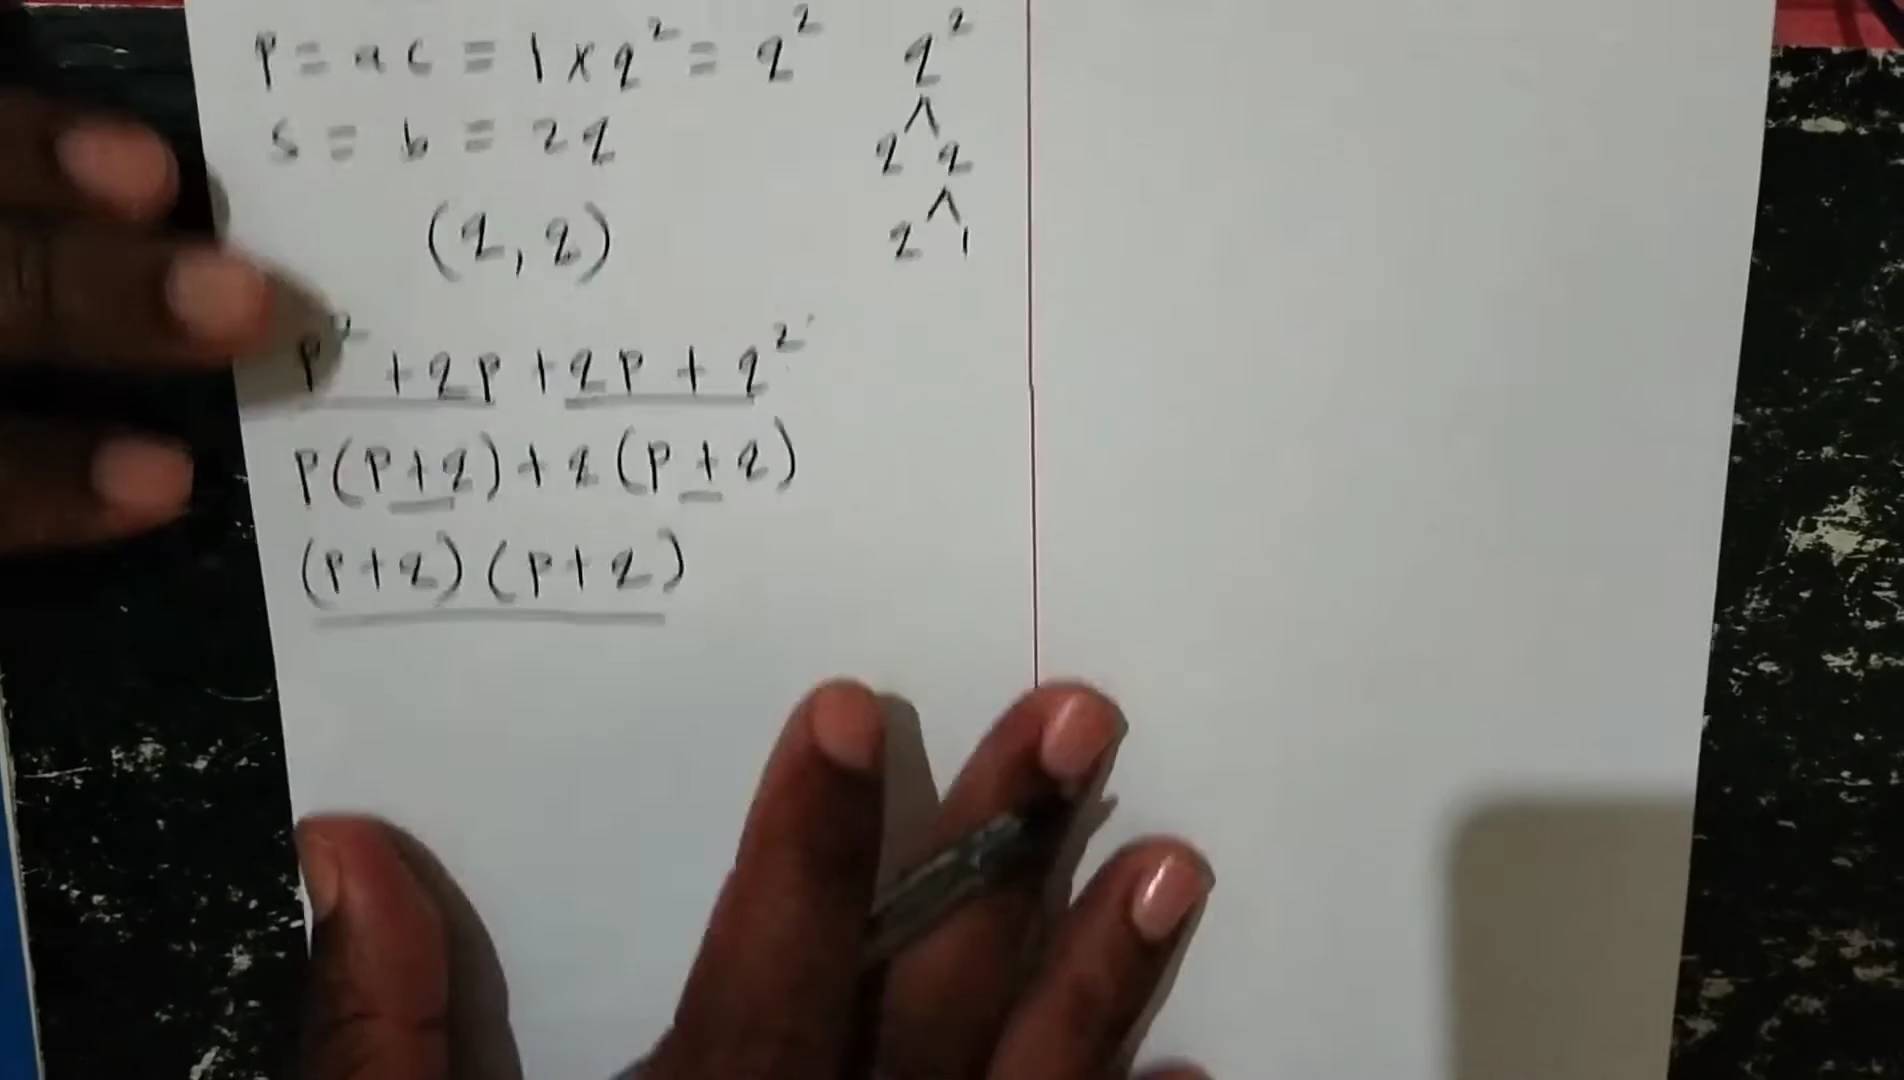 P = ac = 1 x q² = q²
s = b = 2q
(q, q)
q²
q q
q 1
p² + qp + qp + q²
p(p+q) + q(p+q)
(p+q)(p+q)